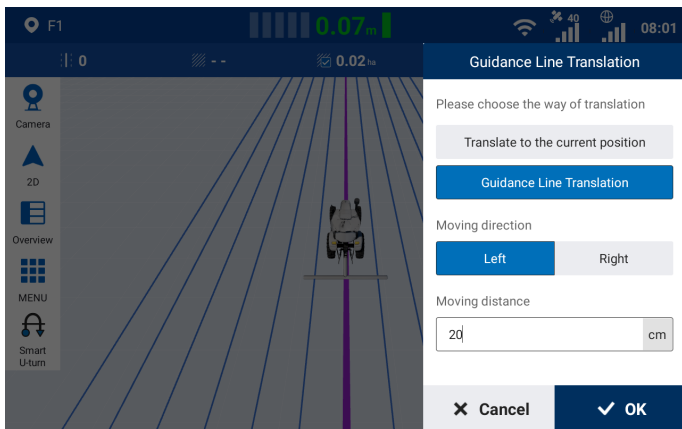 F1
0.07m
40
08:01
0
- -
0.02 ha
Camera
2D
Overview
MENU
Smart
U-turn
Guidance Line Translation
Please choose the way of translation
Translate to the current position
Guidance Line Translation
Moving direction
Left
Right
Moving distance
20
cm
Cancel
OK